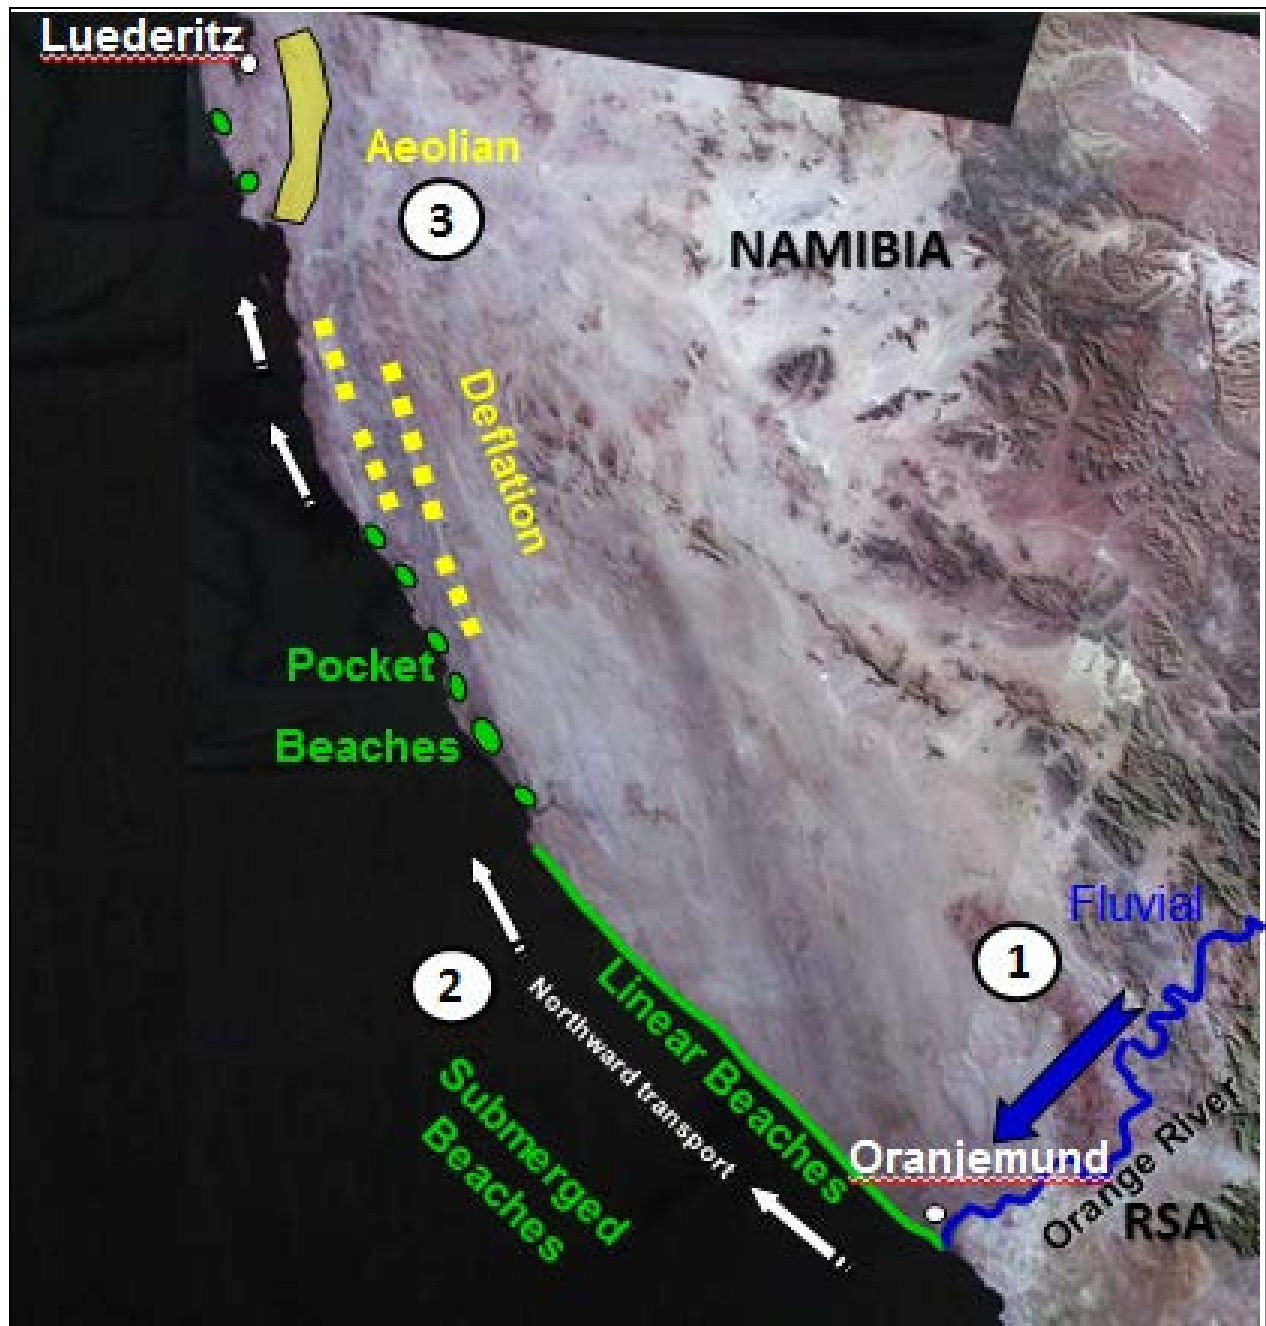 Luederitz
Aeolian
3
NAMIBIA
Deflation
Pocket
Beaches
Fluvial
1
2
Northward transport
Linear Beaches
Submerged
Beaches
Oranjemund
Orange River
RSA